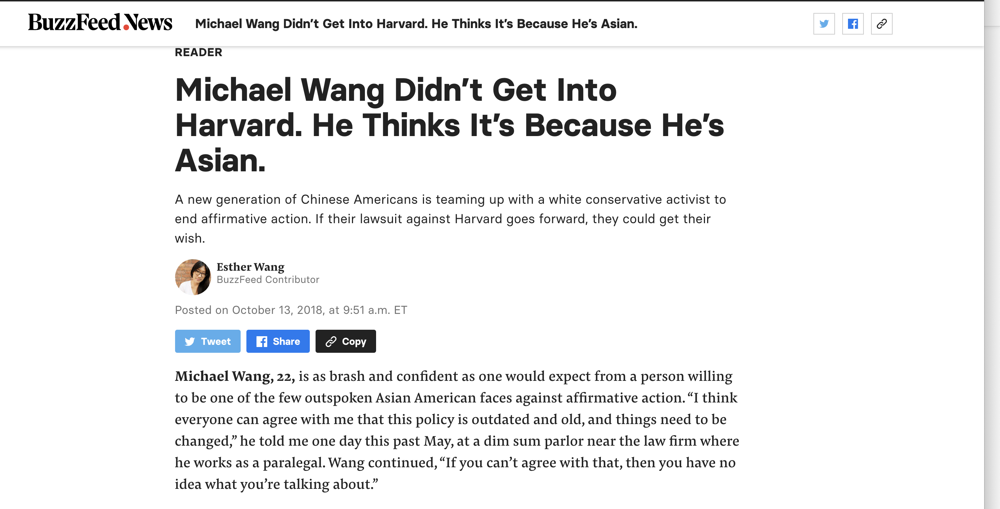 BuzzFeed News Michael Wang Didn’t Get Into Harvard. He Thinks It’s Because He’s Asian.
READER
Michael Wang Didn’t Get Into
Harvard. He Thinks It’s Because He’s
Asian.
A new generation of Chinese Americans is teaming up with a white conservative activist to
end affirmative action. If their lawsuit against Harvard goes forward, they could get their
wish.
Esther Wang
BuzzFeed Contributor
Posted on October 13, 2018, at 9:51 a.m. ET
Tweet Share Copy
Michael Wang, 22, is as brash and confident as one would expect from a person willing
to be one of the few outspoken Asian American faces against affirmative action. “I think
everyone can agree with me that this policy is outdated and old, and things need to be
changed,” he told me one day this past May, at a dim sum parlor near the law firm where
he works as a paralegal. Wang continued, “If you can’t agree with that, then you have no
idea what you’re talking about.”